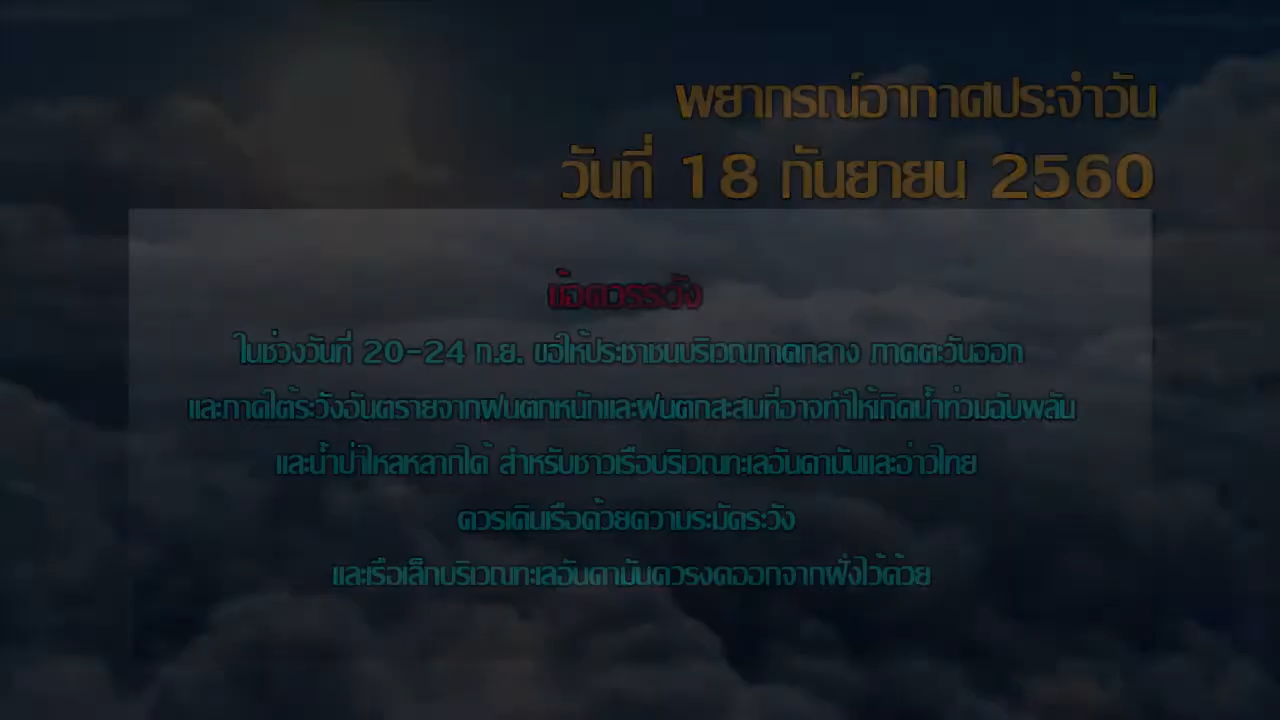 พยากรณ์อากาศประจำวัน
วันที่ 18 กันยายน 2560
ข้อควรระวัง
ในช่วงวันที่ 20-24 ก.ย. ขอให้ประชาชนบริเวณภาคกลาง ภาคตะวันออก
และภาคใต้ระวังอันตรายจากฝนตกหนักและฝนตกสะสมที่อาจทำให้เกิดน้ำท่วมฉับพลัน
และน้ำป่าไหลหลากได้ สำหรับชาวเรือบริเวณทะเลอันดามันและอ่าวไทย
ควรเดินเรือด้วยความระมัดระวัง
และเรือเล็กบริเวณทะเลอันดามันควรงดออกจากฝั่งไว้ด้วย